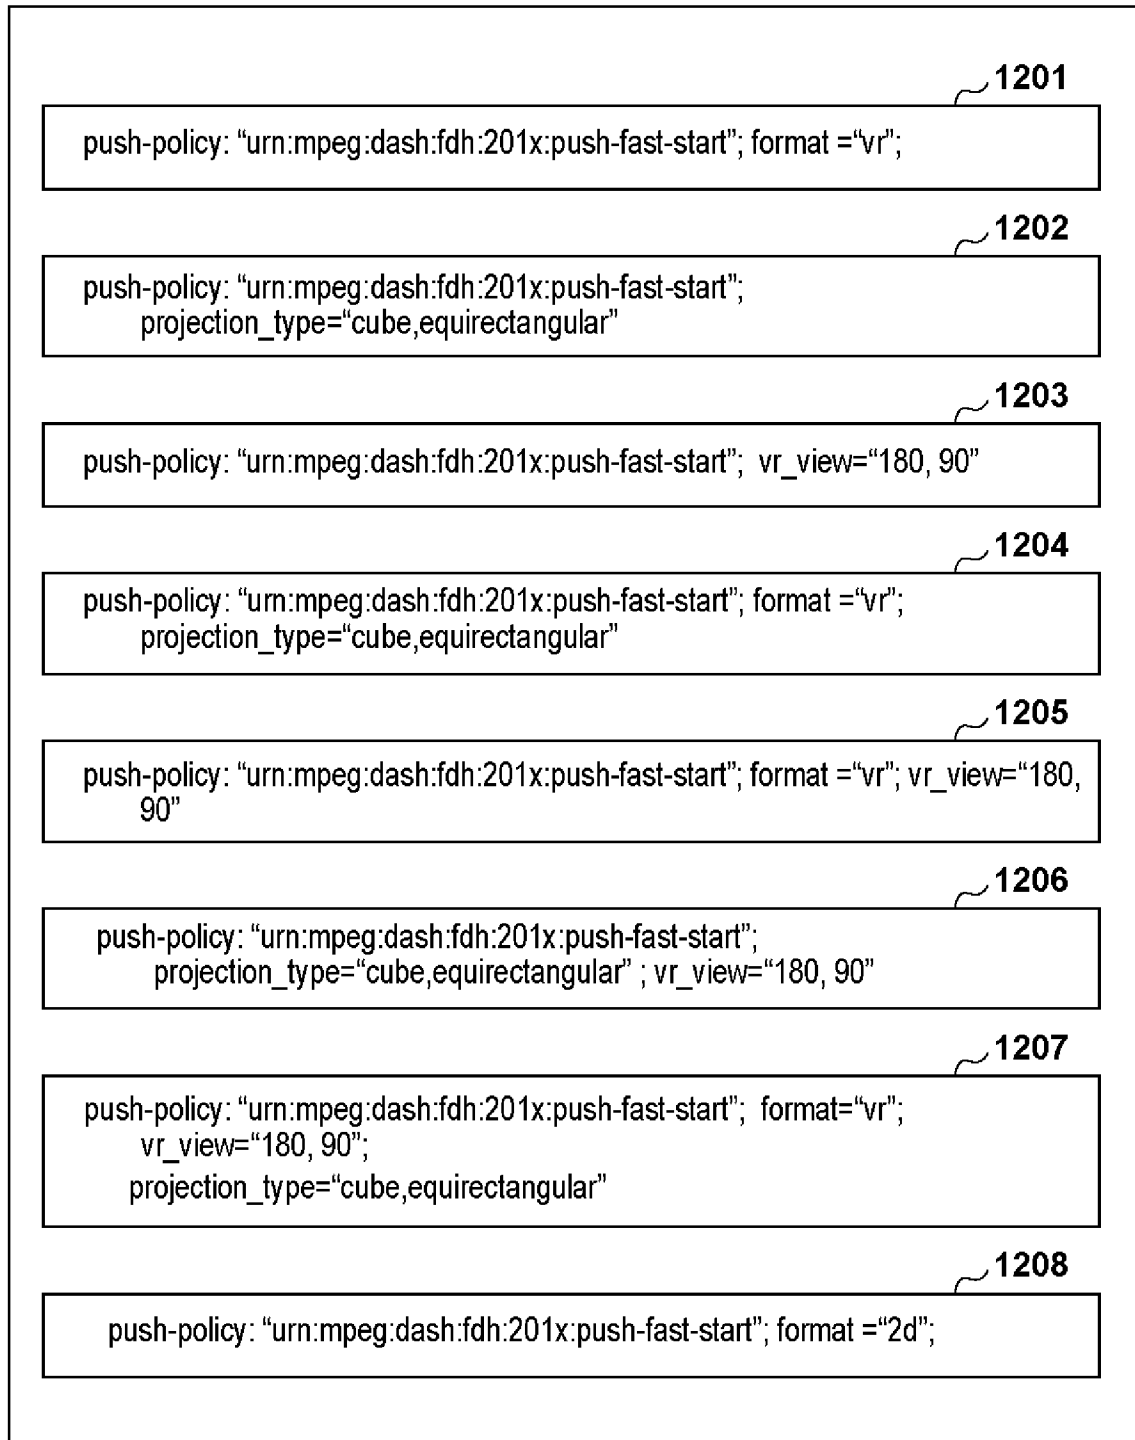 1201
push-policy: “urn:mpeg:dash:fdh:201x:push-fast-start”; format =“vr”;
1202
push-policy: “urn:mpeg:dash:fdh:201x:push-fast-start”;
projection_type=“cube,equirectangular”
1203
push-policy: “urn:mpeg:dash:fdh:201x:push-fast-start”; vr_view=“180, 90”
1204
push-policy: “urn:mpeg:dash:fdh:201x:push-fast-start”; format =“vr”;
projection_type=“cube,equirectangular”
1205
push-policy: “urn:mpeg:dash:fdh:201x:push-fast-start”; format =“vr”; vr_view=“180,
90”
1206
push-policy: “urn:mpeg:dash:fdh:201x:push-fast-start”;
projection_type=“cube,equirectangular” ; vr_view=“180, 90”
1207
push-policy: “urn:mpeg:dash:fdh:201x:push-fast-start”; format=“vr”;
vr_view=“180, 90”;
projection_type=“cube,equirectangular”
1208
push-policy: “urn:mpeg:dash:fdh:201x:push-fast-start”; format =“2d”;